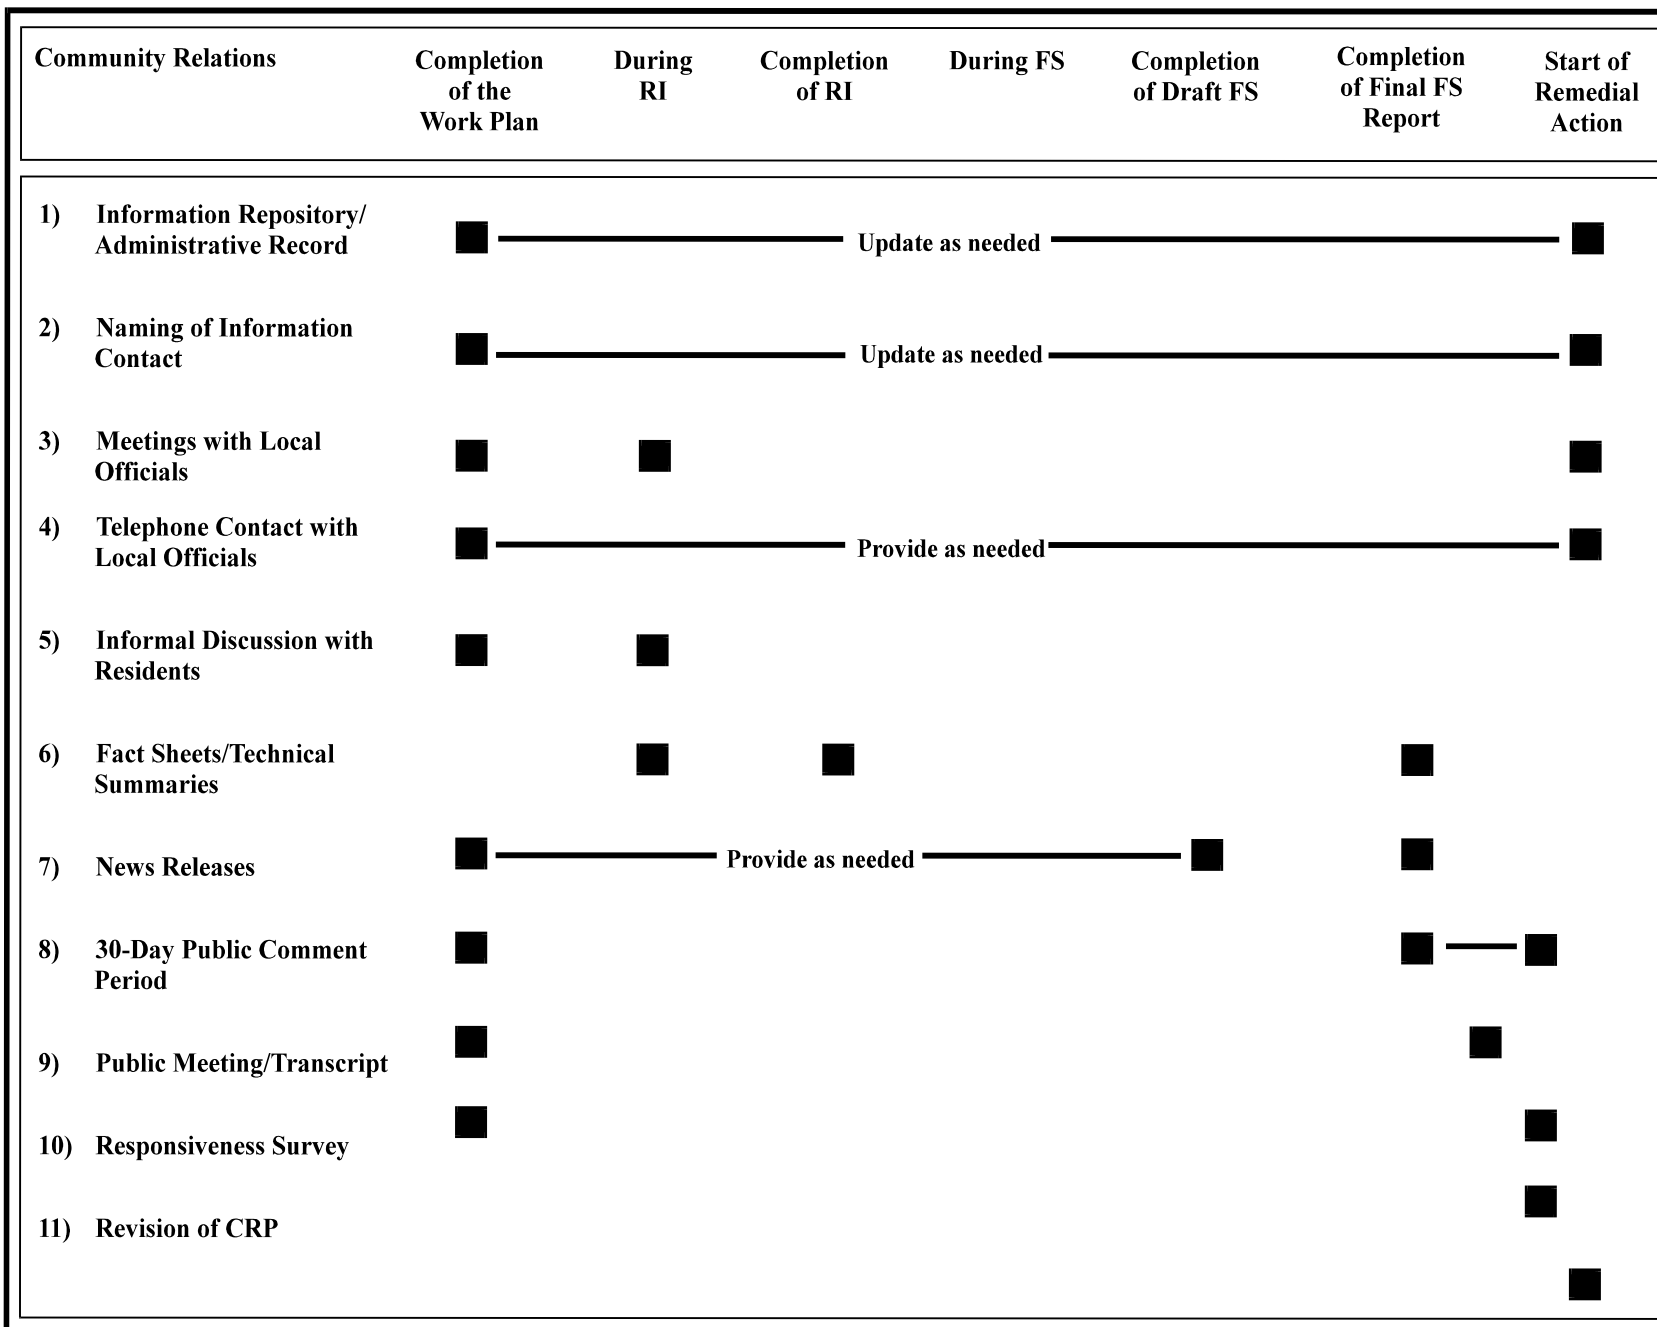 Community Relations
Completion
of the
Work Plan
During
RI
Completion
of RI
During FS
Completion
of Draft FS
Completion
of Final FS
Report
Start of
Remedial
Action
1) Information Repository/
Administrative Record
Update as needed
2) Naming of Information
Contact
Update as needed
3) Meetings with Local
Officials
4) Telephone Contact with
Local Officials
Provide as needed
5) Informal Discussion with
Residents
6) Fact Sheets/Technical
Summaries
7) News Releases
Provide as needed
8) 30-Day Public Comment
Period
9) Public Meeting/Transcript
10) Responsiveness Survey
11) Revision of CRP